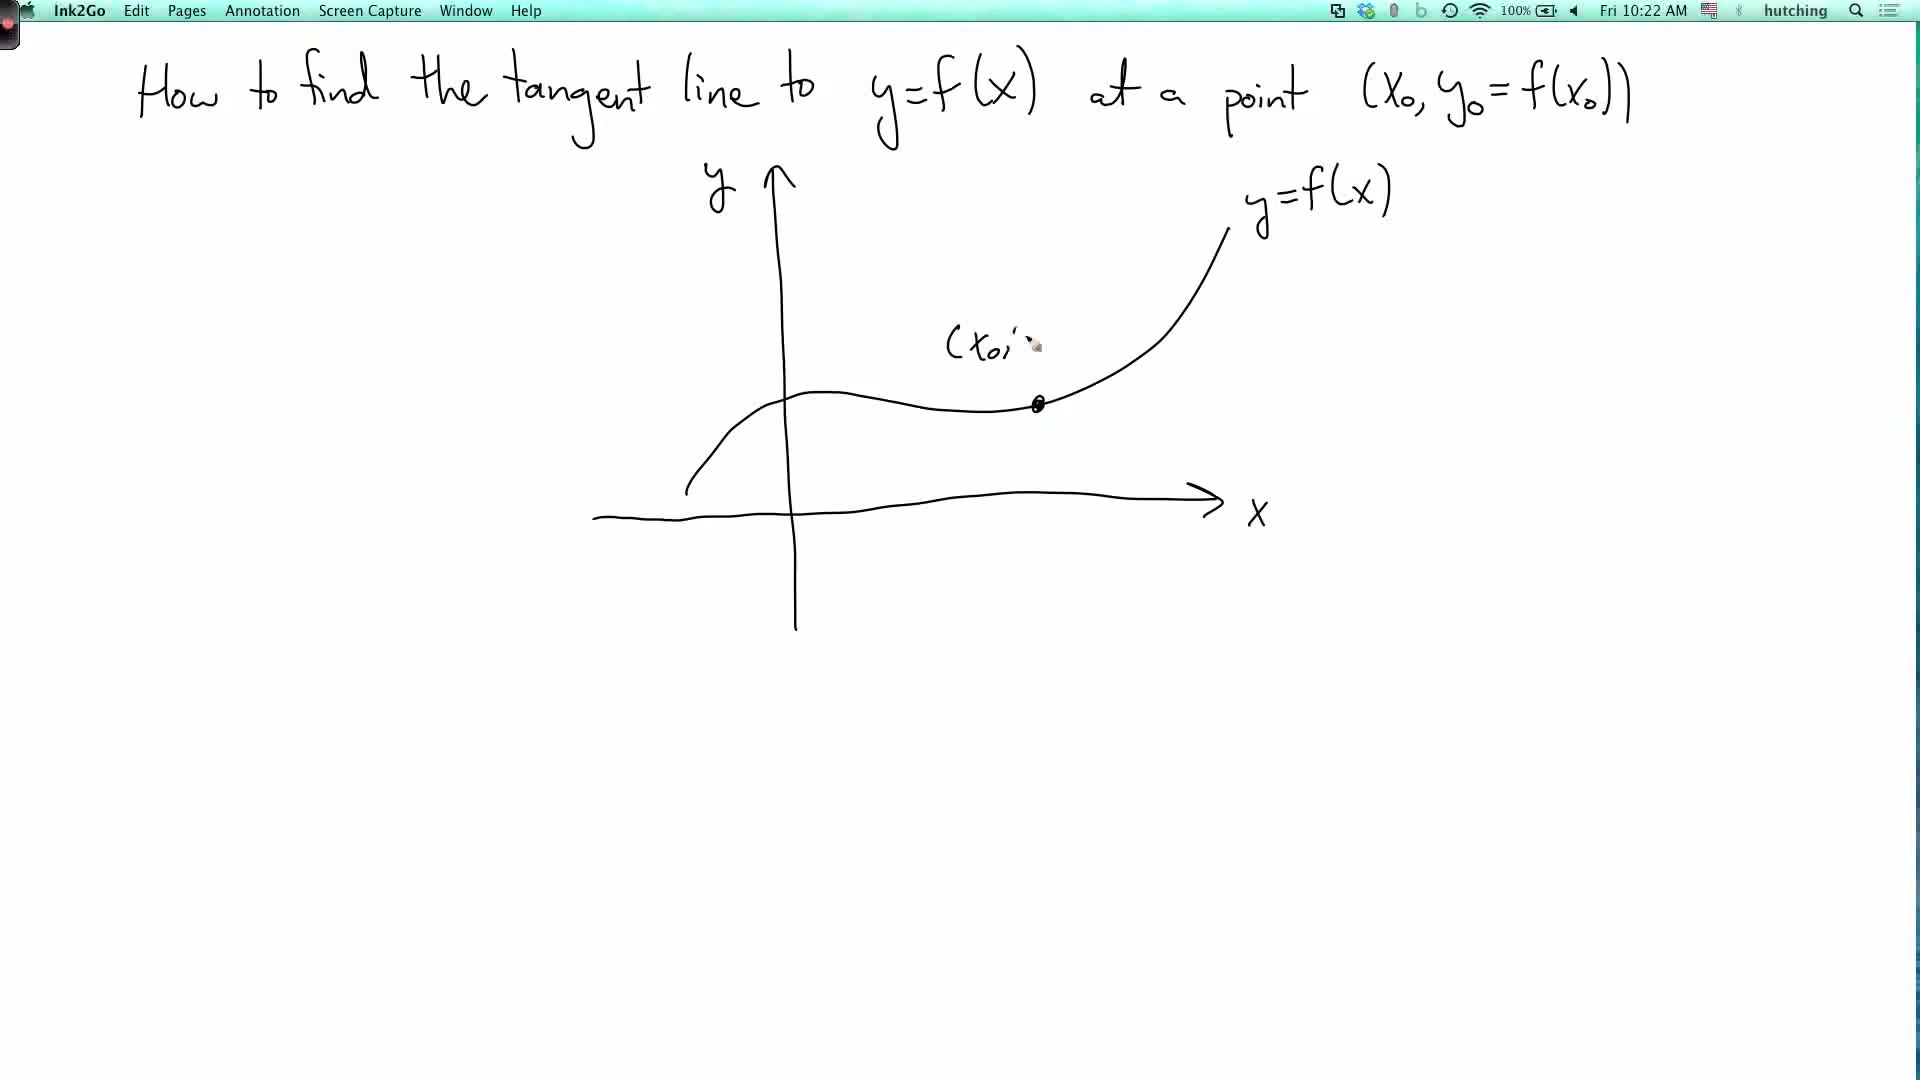 Ink2Go Edit Pages Annotation Screen Capture Window Help 100% Fri 10:22 AM hutching
How to find the tangent line to y=f(x) at a point (x₀, y₀ = f(x₀))
y
y=f(x)
(x₀,
x